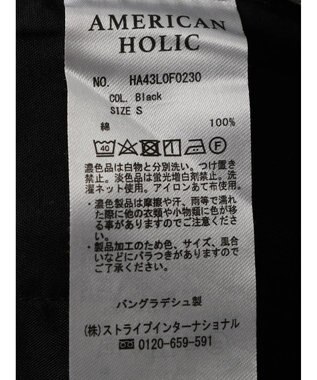 AMERICAN
HOLIC
NO. HA43L0F0230
COL. Black
SIZE S
綿 100%
40
F
濃色品は白物と分別洗い。つけ置き
禁止。淡色品は蛍光増白剤禁止。洗
濯ネット使用。アイロンあて布使用。
・濃色製品は摩擦や汗、雨等で濡れ
た際に他の衣類や小物類に色が移
る事がありますのでご注意くださ
い。
・製品加工のため色、サイズ、風合
いなどにバラつきがありますのでご
了承ください。
バングラデシュ製
(株)ストライプインターナショナル
0120-659-591